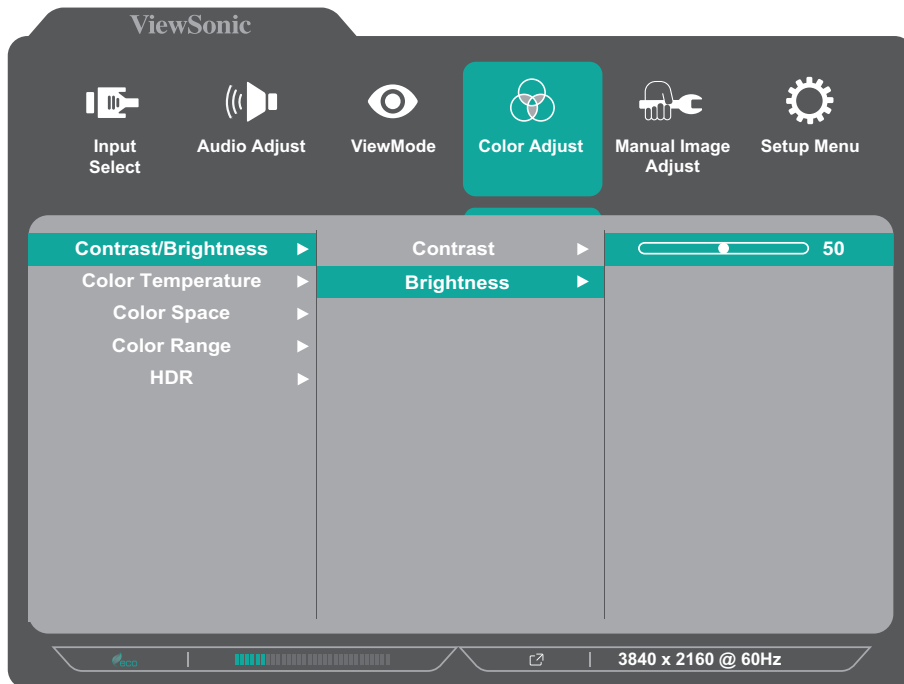 ViewSonic
Input
Select
Audio Adjust
ViewMode
Color Adjust
Manual Image
Adjust
Setup Menu
Contrast/Brightness
Contrast
50
Color Temperature
Brightness
Color Space
Color Range
HDR
eco
3840 x 2160 @ 60Hz